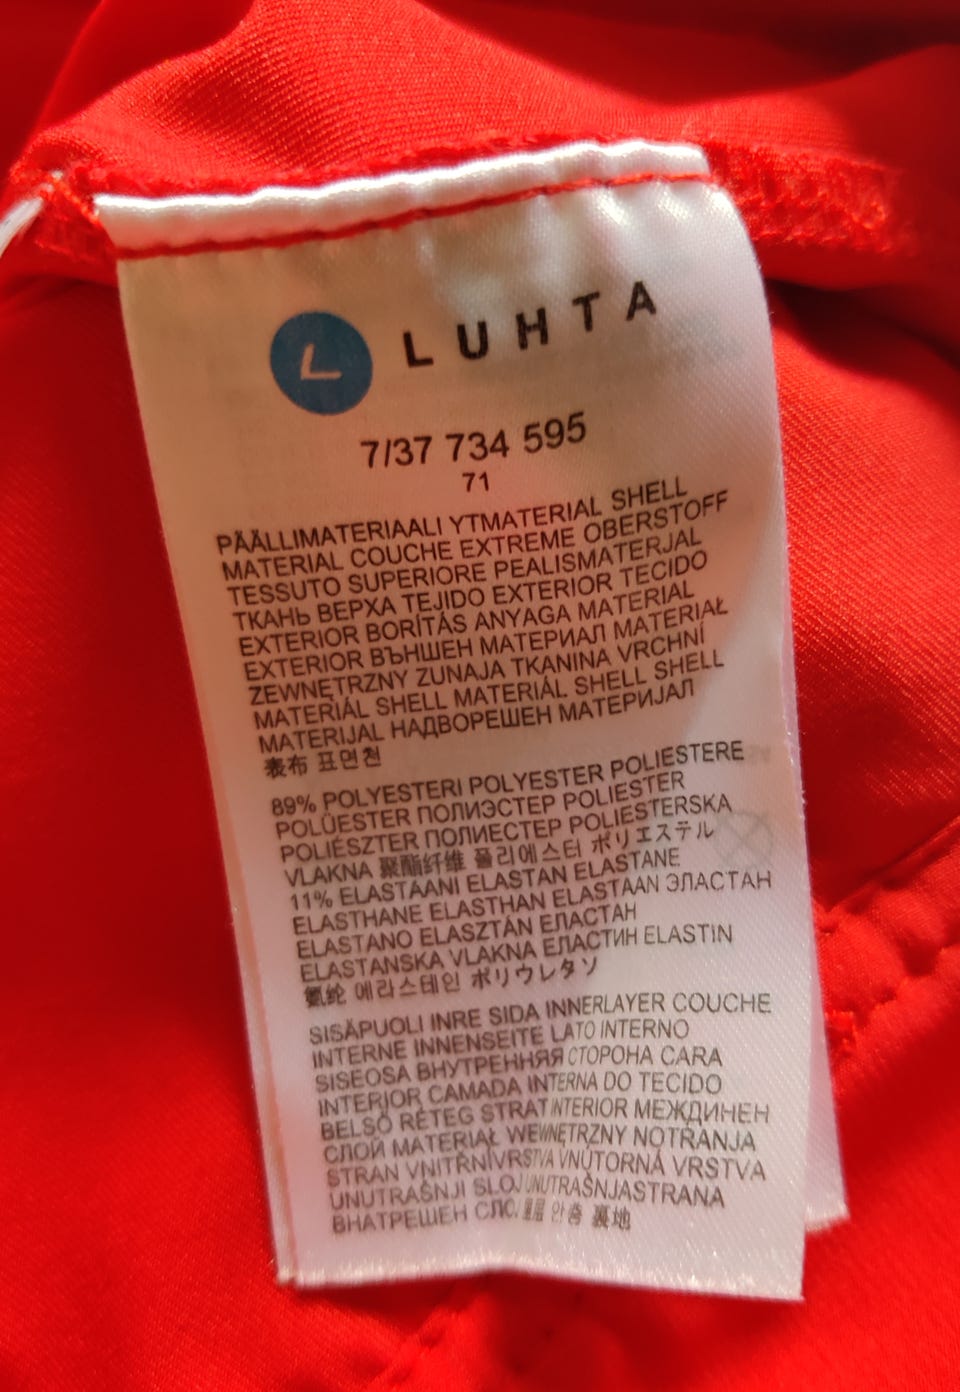 L LUHTA
7/37 734 595
71
PÄÄLLIMATERIAALI YTMATERIAL SHELL
MATERIAL COUCHE EXTREME OBERSTOFF
TESSUTO SUPERIORE PEALISMATERJAL
ТКАНЬ ВЕРХА TEJIDO EXTERIOR TECIDO
EXTERIOR BORÍTÁS ANYAGA MATERIAL
EXTERIOR ВЪНШЕН МАТЕРИАЛ MATERIAŁ
ZEWNĘTRZNY ZUNAJA TKANINA VRCHNÍ
MATERIÁL SHELL MATERIÁL SHELL SHELL
MATERIJAL НАДВОРЕШЕН МАТЕРИЈАЛ
表布 표면천
89% POLYESTERI POLYESTER POLIESTERE
POLÜESTER ПОЛИЭСТЕР POLIESTER
POLIÉSZTER ПОЛИЕСТЕР POLIESTERSKA
VLAKNA 聚酯纤维 폴리에스터 ポリエステル
11% ELASTAANI ELASTAN ELASTANE
ELASTHANE ELASTHAN ELASTAAN ЭЛАСТАН
ELASTANO ELASZTÁN ЕЛАСТАН
ELASTANSKA VLAKNA ЕЛАСТИН ELASTIN
氨纶 에라스테인 ポリウレタソ
SISÄPUOLI INRE SIDA INNERLAYER COUCHE
INTERNE INNENSEITE LATO INTERNO
SISEOSA ВНУТРЕННЯЯ СТОРОНА CARA
INTERIOR CAMADA INTERNA DO TECIDO
BELSŐ RÉTEG STRAT INTERIOR МЕЖДИНЕН
СЛОЙ MATERIAŁ WEWNĘTRZNY NOTRANJA
STRAN VNITŘNÍVRSTVA VNÚTORNÁ VRSTVA
UNUTRAŠNJI SLOJ UNUTRAŠNJASTRANA
ВНАТРЕШЕН 안층 裏地